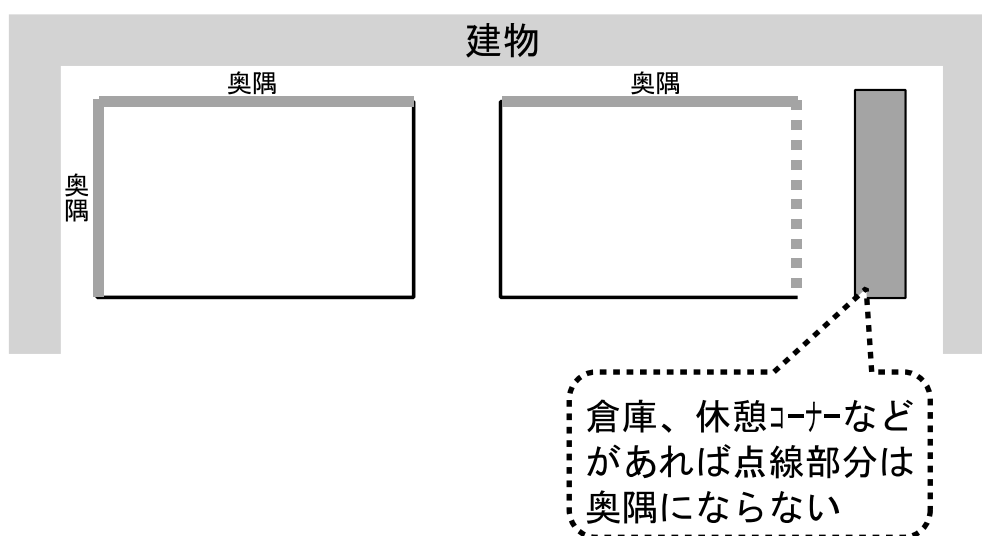 建物
奥隅
奥隅
奥隅
倉庫、休憩ｺｰﾅｰなど
があれば点線部分は
奥隅にならない